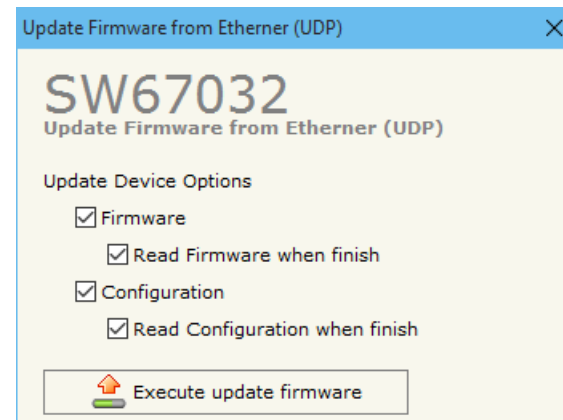 Update Firmware from Etherner (UDP)
SW67032
Update Firmware from Etherner (UDP)
Update Device Options
Firmware
Read Firmware when finish
Configuration
Read Configuration when finish
Execute update firmware